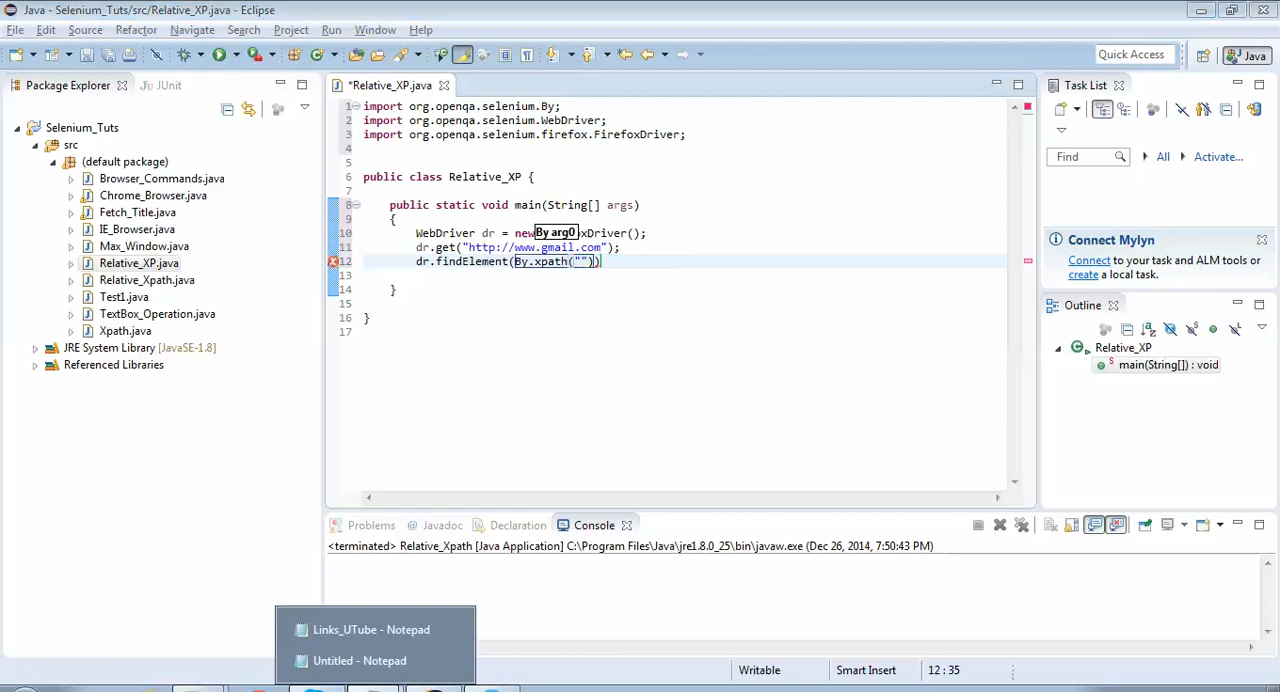 Java - Selenium_Tuts/src/Relative_XP.java - Eclipse
File Edit Source Refactor Navigate Search Project Run Window Help
Quick Access Java
Package Explorer JUnit
Selenium_Tuts
src
(default package)
Browser_Commands.java
Chrome_Browser.java
Fetch_Title.java
IE_Browser.java
Max_Window.java
Relative_XP.java
Relative_Xpath.java
Test1.java
TextBox_Operation.java
Xpath.java
JRE System Library [JavaSE-1.8]
Referenced Libraries
*Relative_XP.java
1 import org.openqa.selenium.By;
2 import org.openqa.selenium.WebDriver;
3 import org.openqa.selenium.firefox.FirefoxDriver;
4
5
6 public class Relative_XP {
7
8 public static void main(String[] args)
9 {
10 WebDriver dr = new xDriver();
By arg0
11 dr.get("http://www.gmail.com");
12 dr.findElement(By.xpath(""))
13
14 }
15
16 }
17
Task List
Find All Activate...
Connect Mylyn
Connect to your task and ALM tools or
create a local task.
Outline
Relative_XP
main(String[]) : void
Problems @ Javadoc Declaration Console
<terminated> Relative_Xpath [Java Application] C:\Program Files\Java\jre1.8.0_25\bin\javaw.exe (Dec 26, 2014, 7:50:43 PM)
Links_UTube - Notepad
Untitled - Notepad
Writable Smart Insert 12 : 35